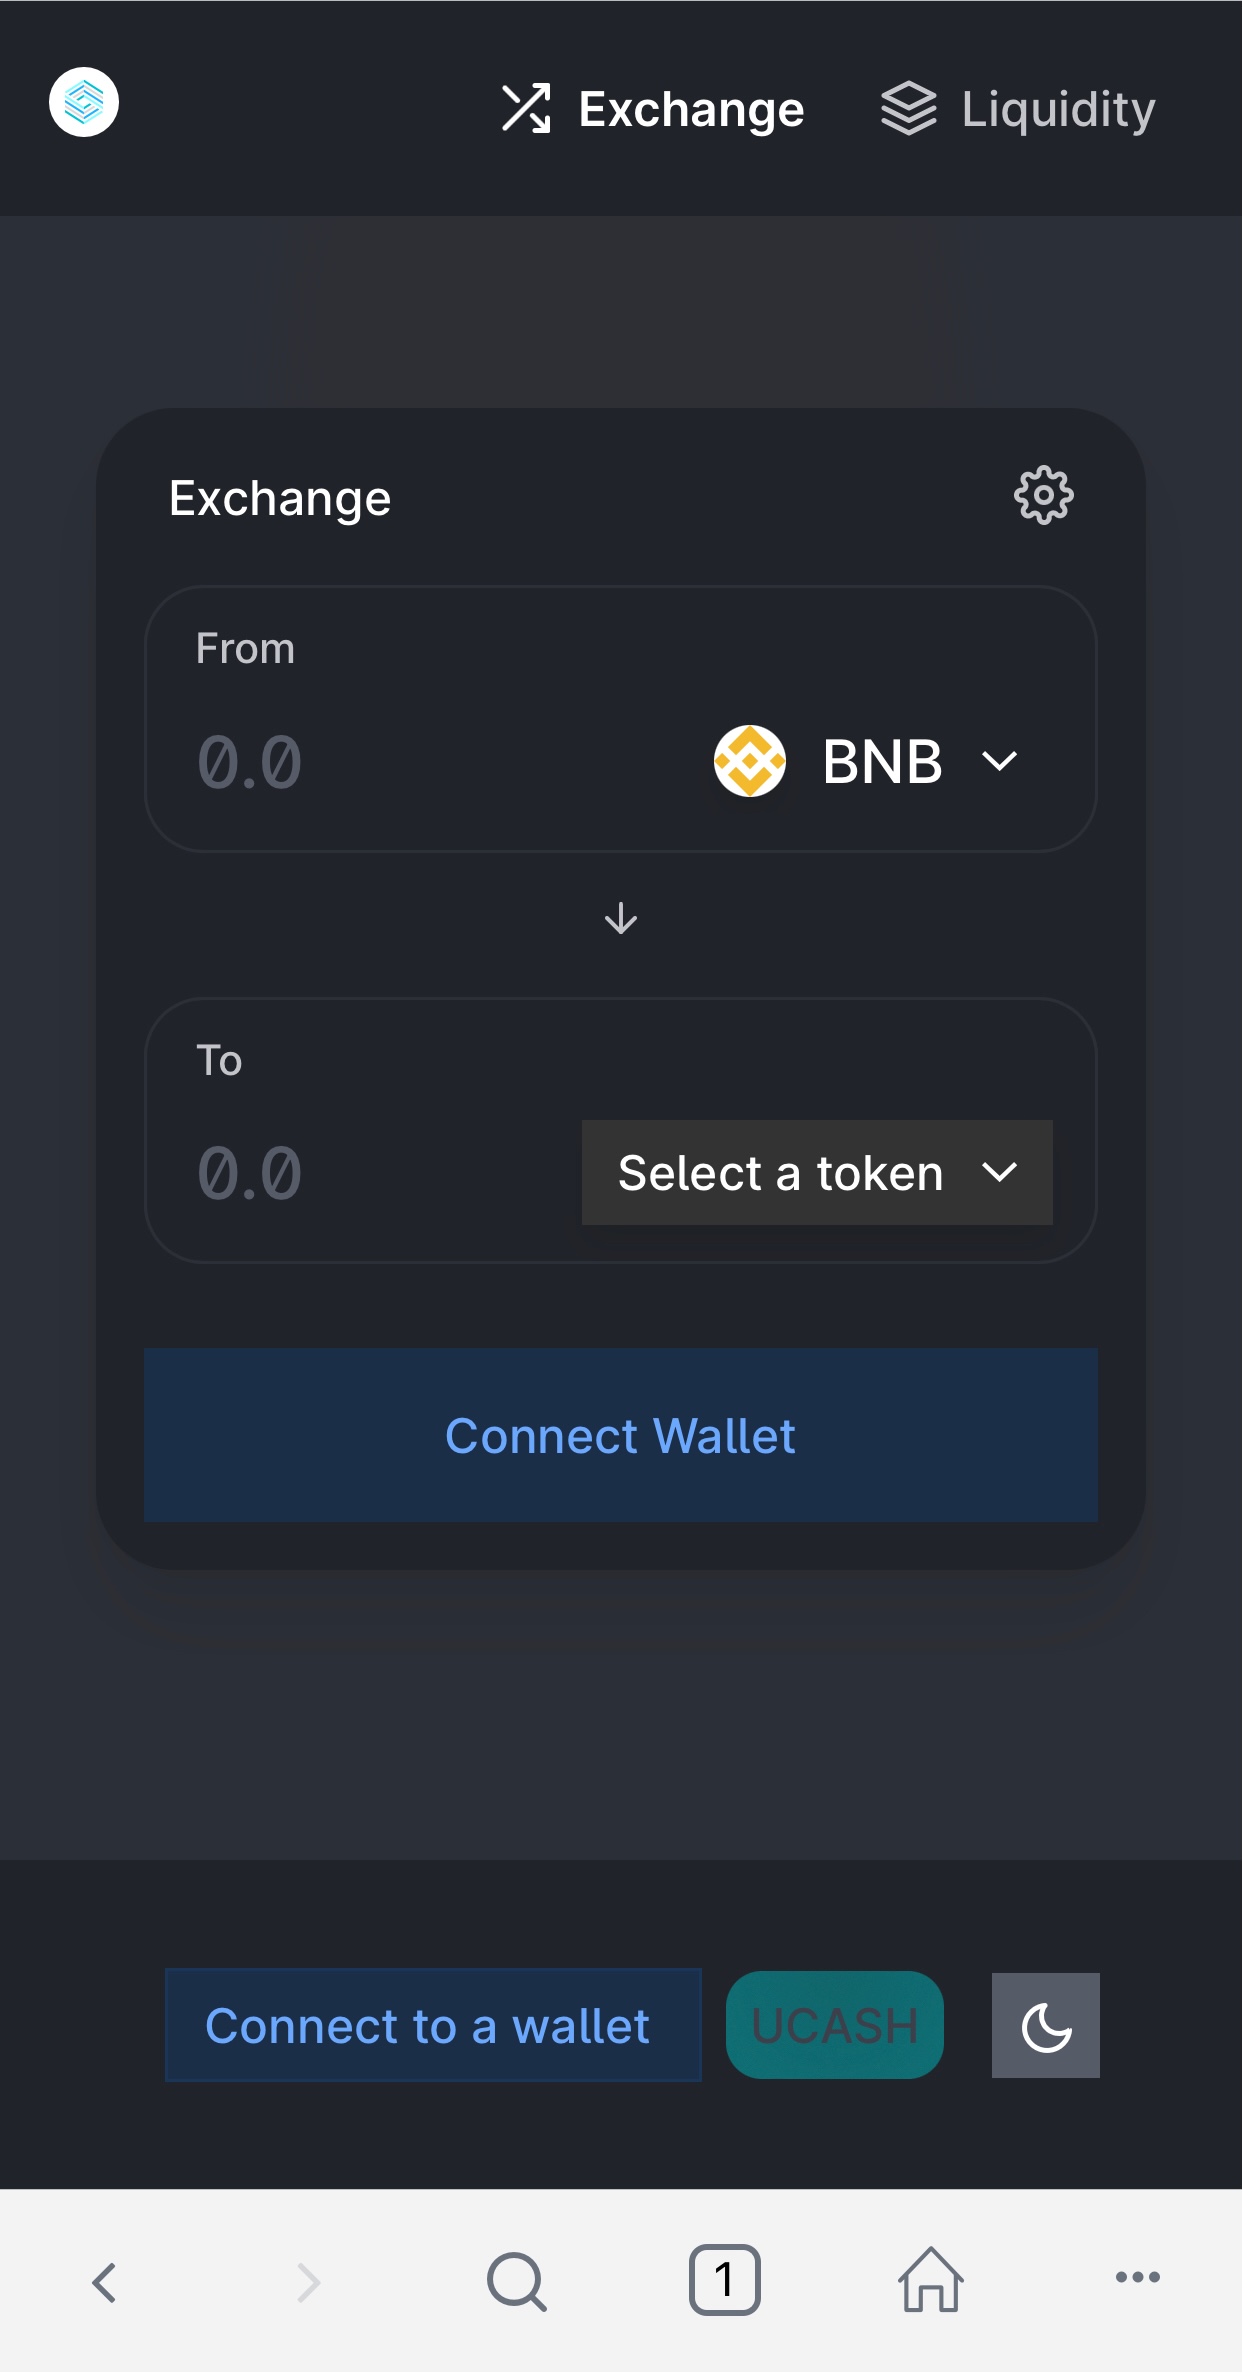 Exchange Liquidity
Exchange
From
0.0 BNB
To
0.0 Select a token
Connect Wallet
Connect to a wallet UCASH
1